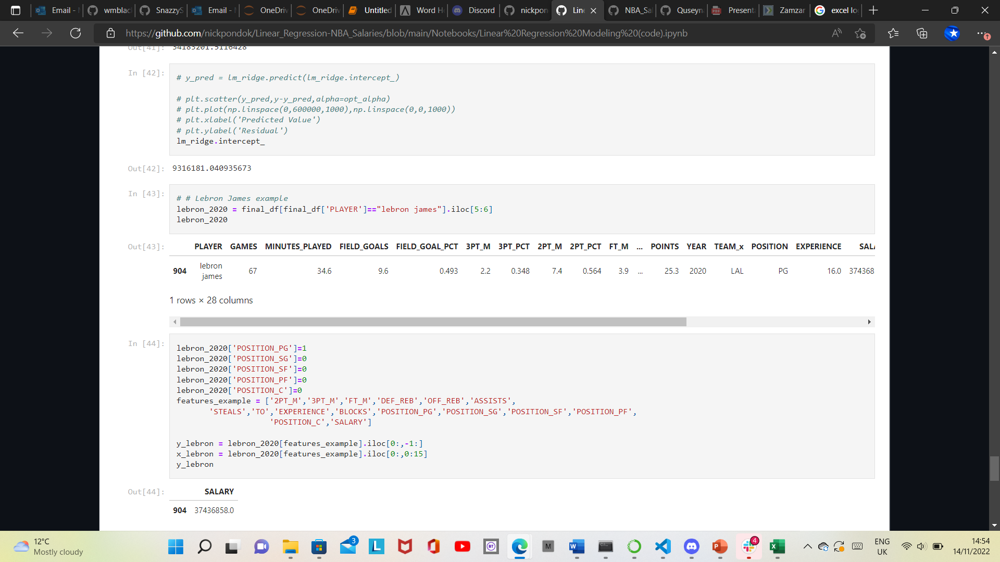 Email -
wmblac
SnazzyS
Email -
OneDriv
OneDriv
Untitled
Word H
Discord
nickpon
Lin
NBA_Sa
Quseyn
Present
Zamzar
excel lo
https://github.com/nickpondok/Linear_Regression-NBA_Salaries/blob/main/Notebooks/Linear%20Regression%20Modeling%20(code).ipynb
Out[41]: 34183201.5116428
In [42]:
# y_pred = lm_ridge.predict(lm_ridge.intercept_)
# plt.scatter(y_pred,y-y_pred,alpha=opt_alpha)
# plt.plot(np.linspace(0,600000,1000),np.linspace(0,0,1000))
# plt.xlabel('Predicted Value')
# plt.ylabel('Residual')
lm_ridge.intercept_
Out[42]: 9316181.040935673
In [43]:
# # Lebron James example
lebron_2020 = final_df[final_df['PLAYER']=="lebron james"].iloc[5:6]
lebron_2020
Out[43]:
PLAYER GAMES MINUTES_PLAYED FIELD_GOALS FIELD_GOAL_PCT 3PT_M 3PT_PCT 2PT_M 2PT_PCT FT_M ... POINTS YEAR TEAM_x POSITION EXPERIENCE SALA
904 lebron james 67 34.6 9.6 0.493 2.2 0.348 7.4 0.564 3.9 ... 25.3 2020 LAL PG 16.0 374368
1 rows × 28 columns
In [44]:
lebron_2020['POSITION_PG']=1
lebron_2020['POSITION_SG']=0
lebron_2020['POSITION_SF']=0
lebron_2020['POSITION_PF']=0
lebron_2020['POSITION_C']=0
features_example = ['2PT_M','3PT_M','FT_M','DEF_REB','OFF_REB','ASSISTS',
'STEALS','TO','EXPERIENCE','BLOCKS','POSITION_PG','POSITION_SG','POSITION_SF','POSITION_PF',
'POSITION_C','SALARY']
y_lebron = lebron_2020[features_example].iloc[0:,-1:]
x_lebron = lebron_2020[features_example].iloc[0:,0:15]
y_lebron
Out[44]:
SALARY
904 37436858.0
12°C
Mostly cloudy
3
L
BT
M
W
P
4
X
ENG
UK
14:54
14/11/2022